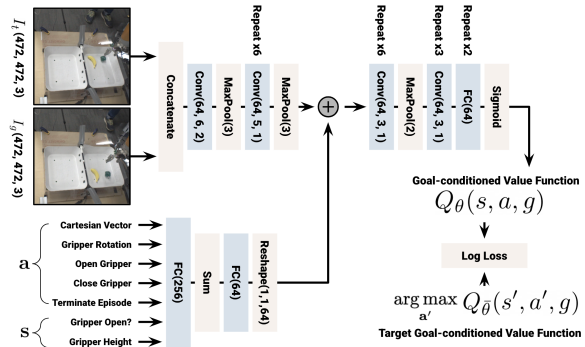 I_t (472, 472, 3)
I_g (472, 472, 3)
Concatenate
Conv(64, 6, 2)
MaxPool(3)
Repeat x6
Conv(64, 5, 1)
MaxPool(3)
+
Repeat x6
Conv(64, 3, 1)
MaxPool(2)
Repeat x3
Conv(64, 3, 1)
Repeat x2
FC(64)
Sigmoid
Goal-conditioned Value Function
Q_θ(s, a, g)
Log Loss
arg max Q_θ̄(s′, a′, g)
a′
Target Goal-conditioned Value Function
a
Cartesian Vector
Gripper Rotation
Open Gripper
Close Gripper
Terminate Episode
s
Gripper Open?
Gripper Height
FC(256)
Sum
FC(64)
Reshape(1,1,64)